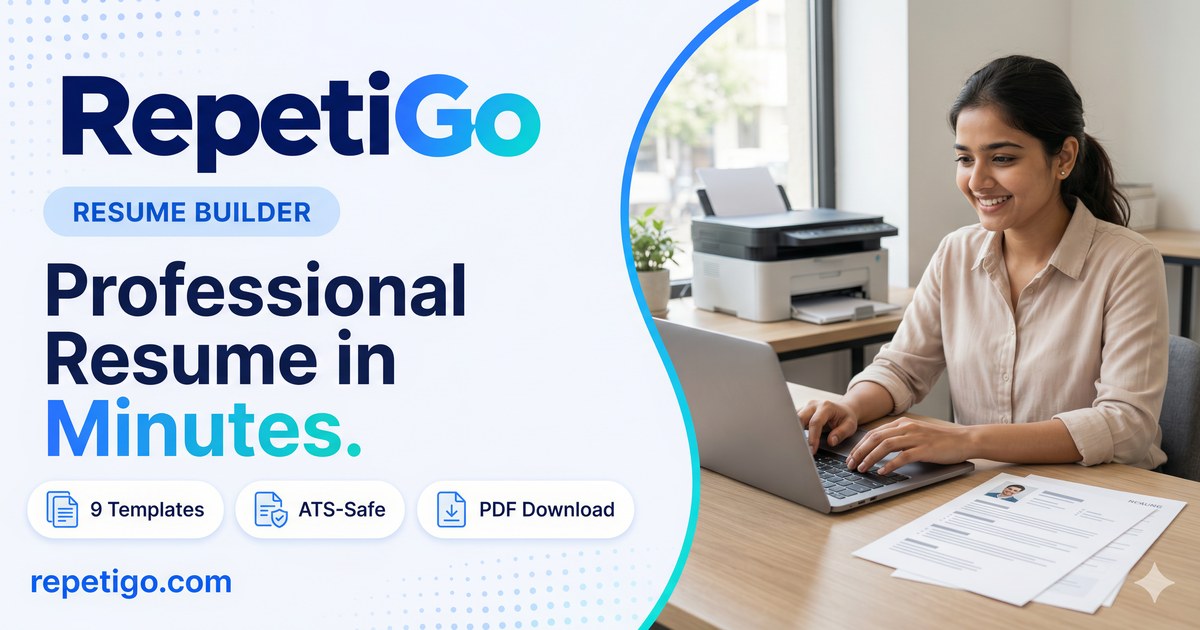 RepetiGo
RESUME BUILDER
Professional
Resume in
Minutes.
9 Templates
ATS-Safe
PDF Download
repetigo.com